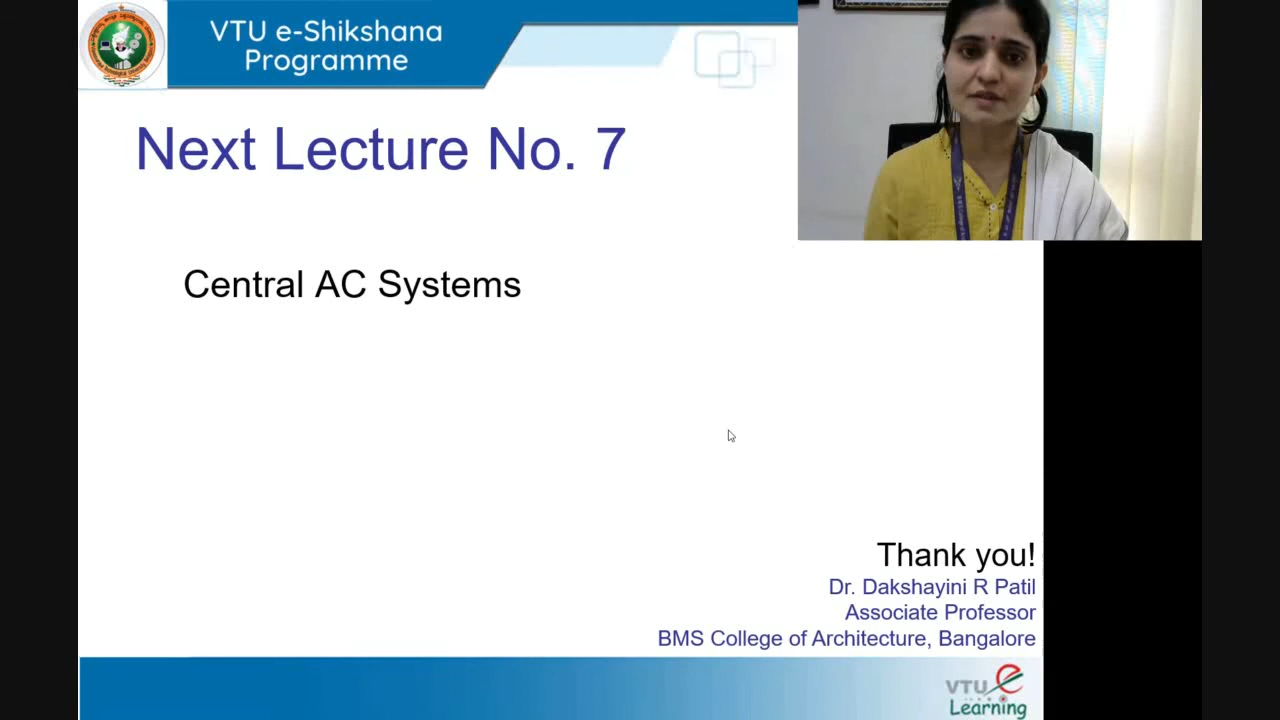 VTU e-Shikshana
Programme
Next Lecture No. 7
Central AC Systems
Thank you!
Dr. Dakshayini R Patil
Associate Professor
BMS College of Architecture, Bangalore
VTU e
Learning